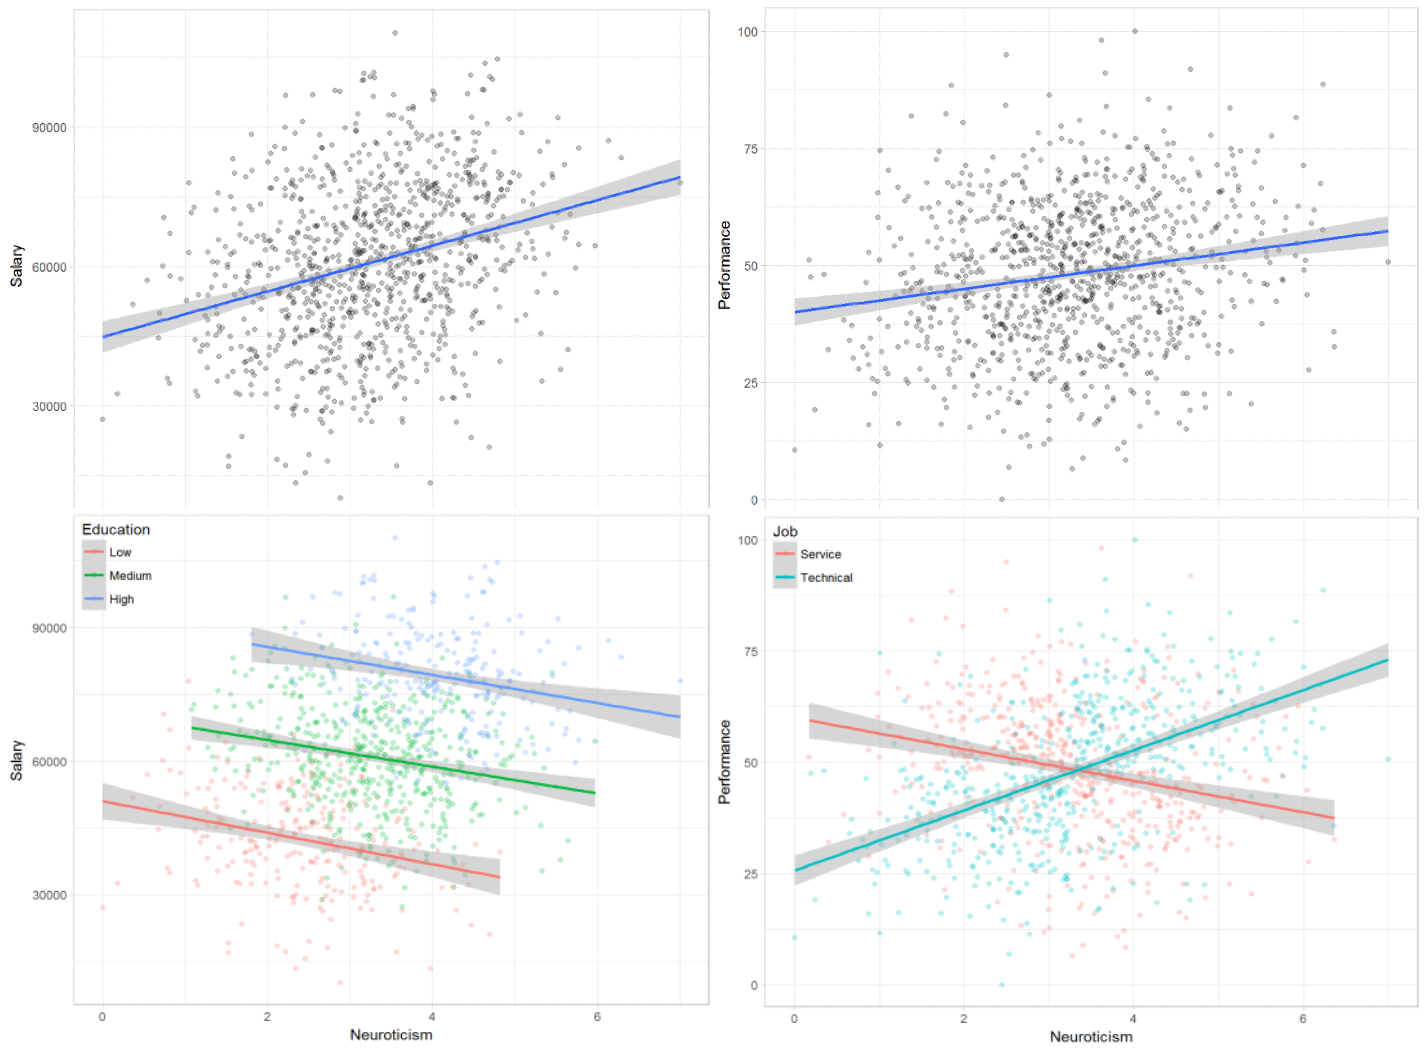 Salary
90000
60000
30000
Performance
100
75
50
25
0
Education
Low
Medium
High
Salary
90000
60000
30000
0
2
4
6
Neuroticism
Job
Service
Technical
Performance
100
75
50
25
0
0
2
4
6
Neuroticism